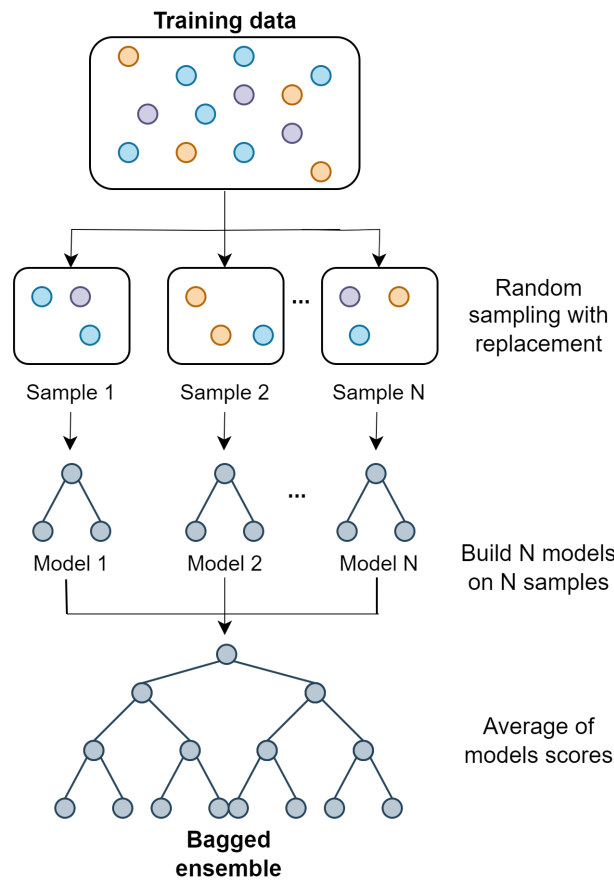 Training data
Random
sampling with
replacement
...
Sample 1
Sample 2
Sample N
...
Model 1
Model 2
Model N
Build N models
on N samples
Average of
models scores
Bagged
ensemble